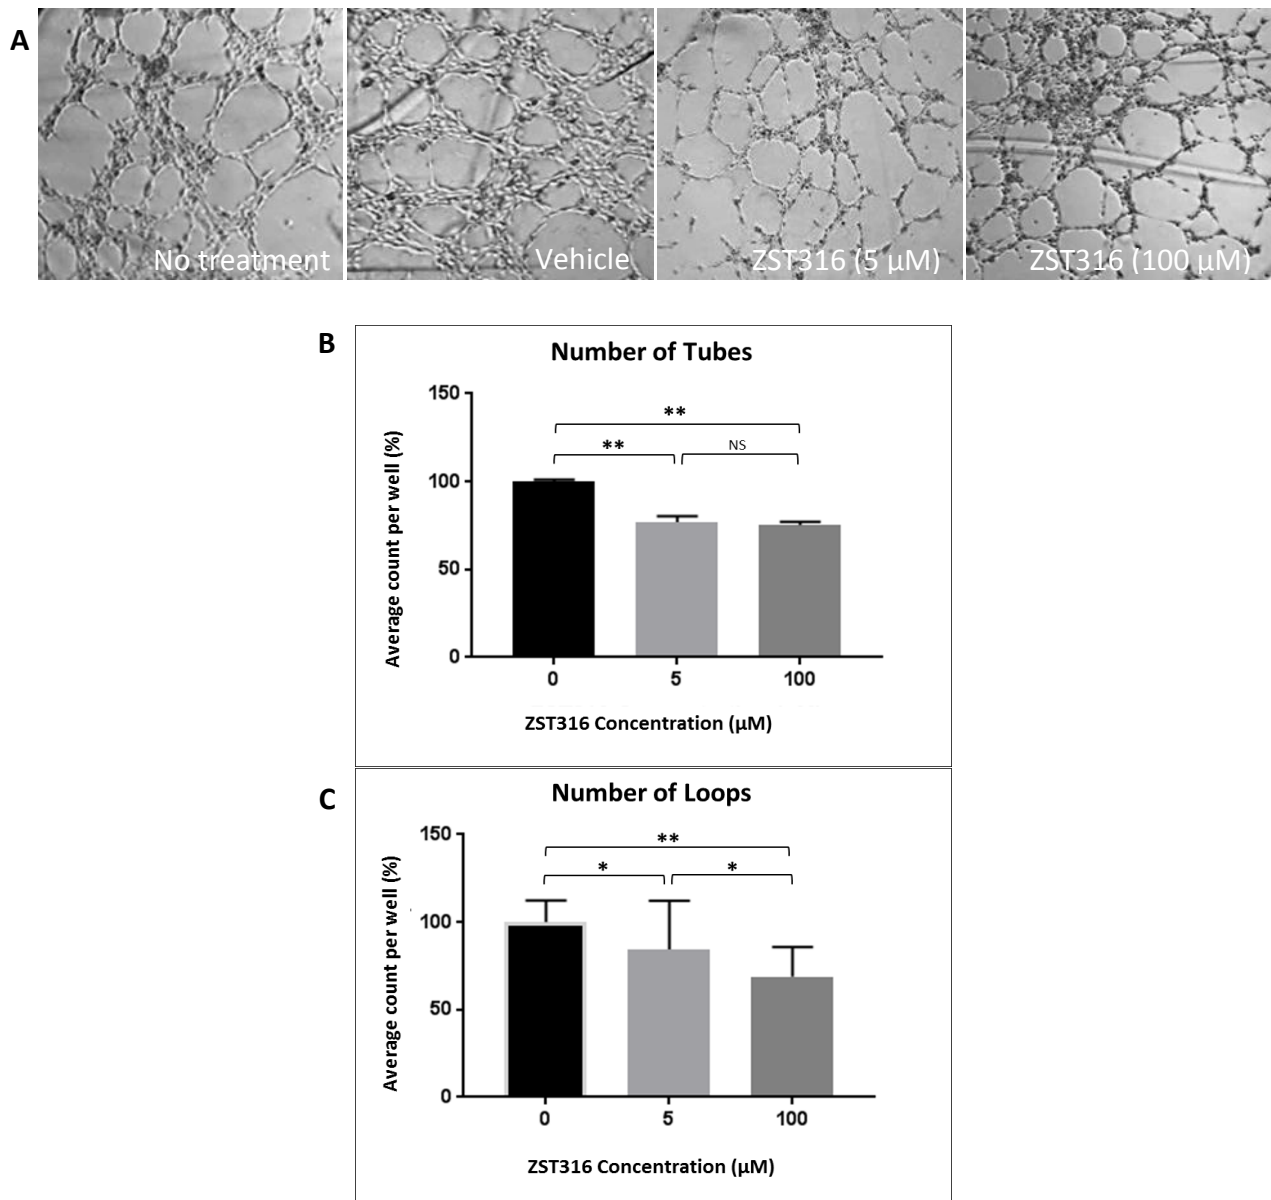 A
No treatment
Vehicle
ZST316 (5 µM)
ZST316 (100 µM)
B
Number of Tubes
Average count per well (%)
150
100
50
0
**
**
NS
0 5 100
ZST316 Concentration (µM)
C
Number of Loops
Average count per well (%)
150
100
50
0
**
* *
0 5 100
ZST316 Concentration (µM)